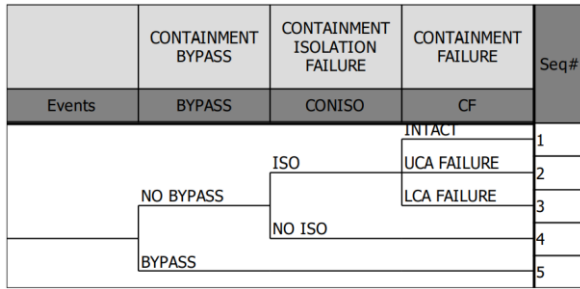 CONTAINMENT
BYPASS
CONTAINMENT
ISOLATION
FAILURE
CONTAINMENT
FAILURE
Seq#
Events
BYPASS
CONISO
CF
INTACT
1
ISO
UCA FAILURE
2
NO BYPASS
LCA FAILURE
3
NO ISO
4
BYPASS
5